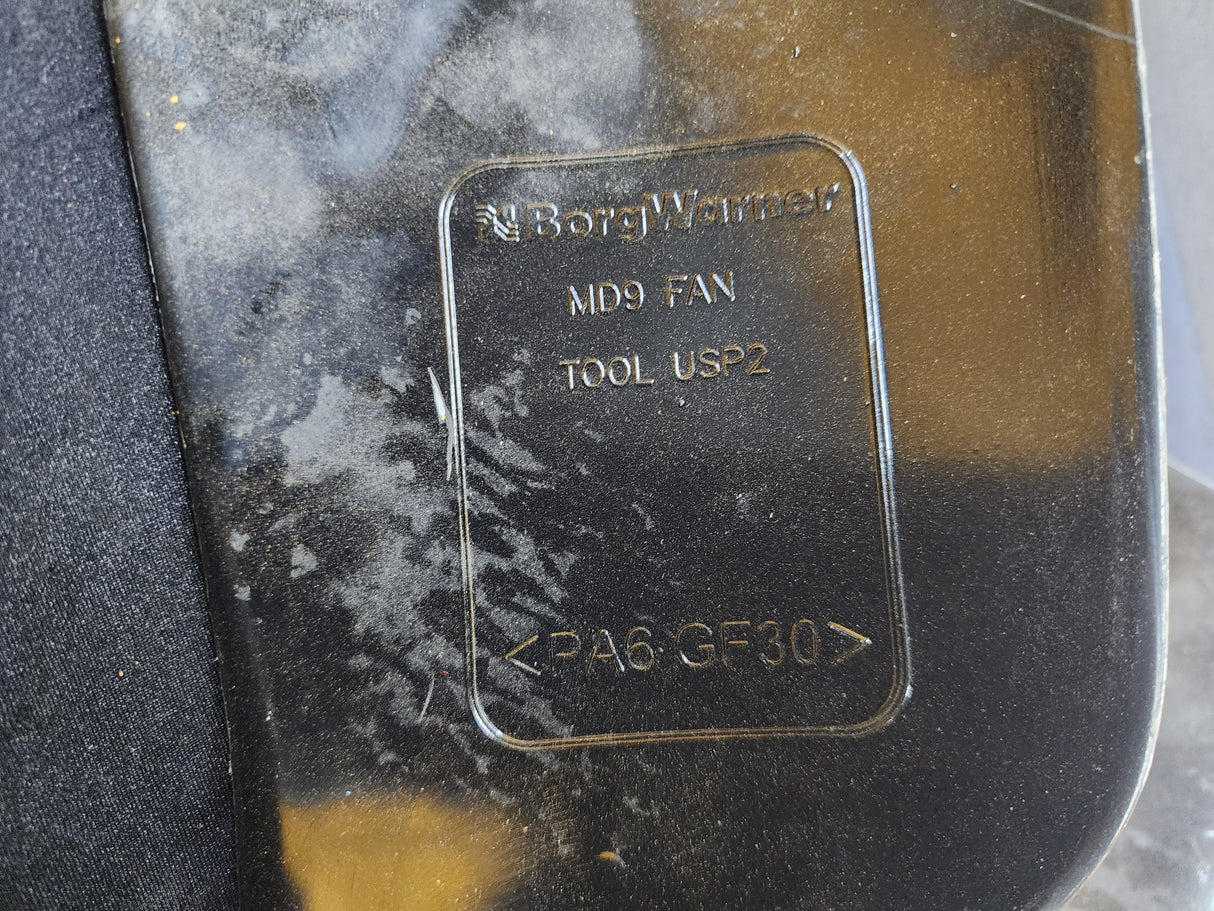 BorgWarner
MD9 FAN
TOOL USP2
<PA6·GF30>